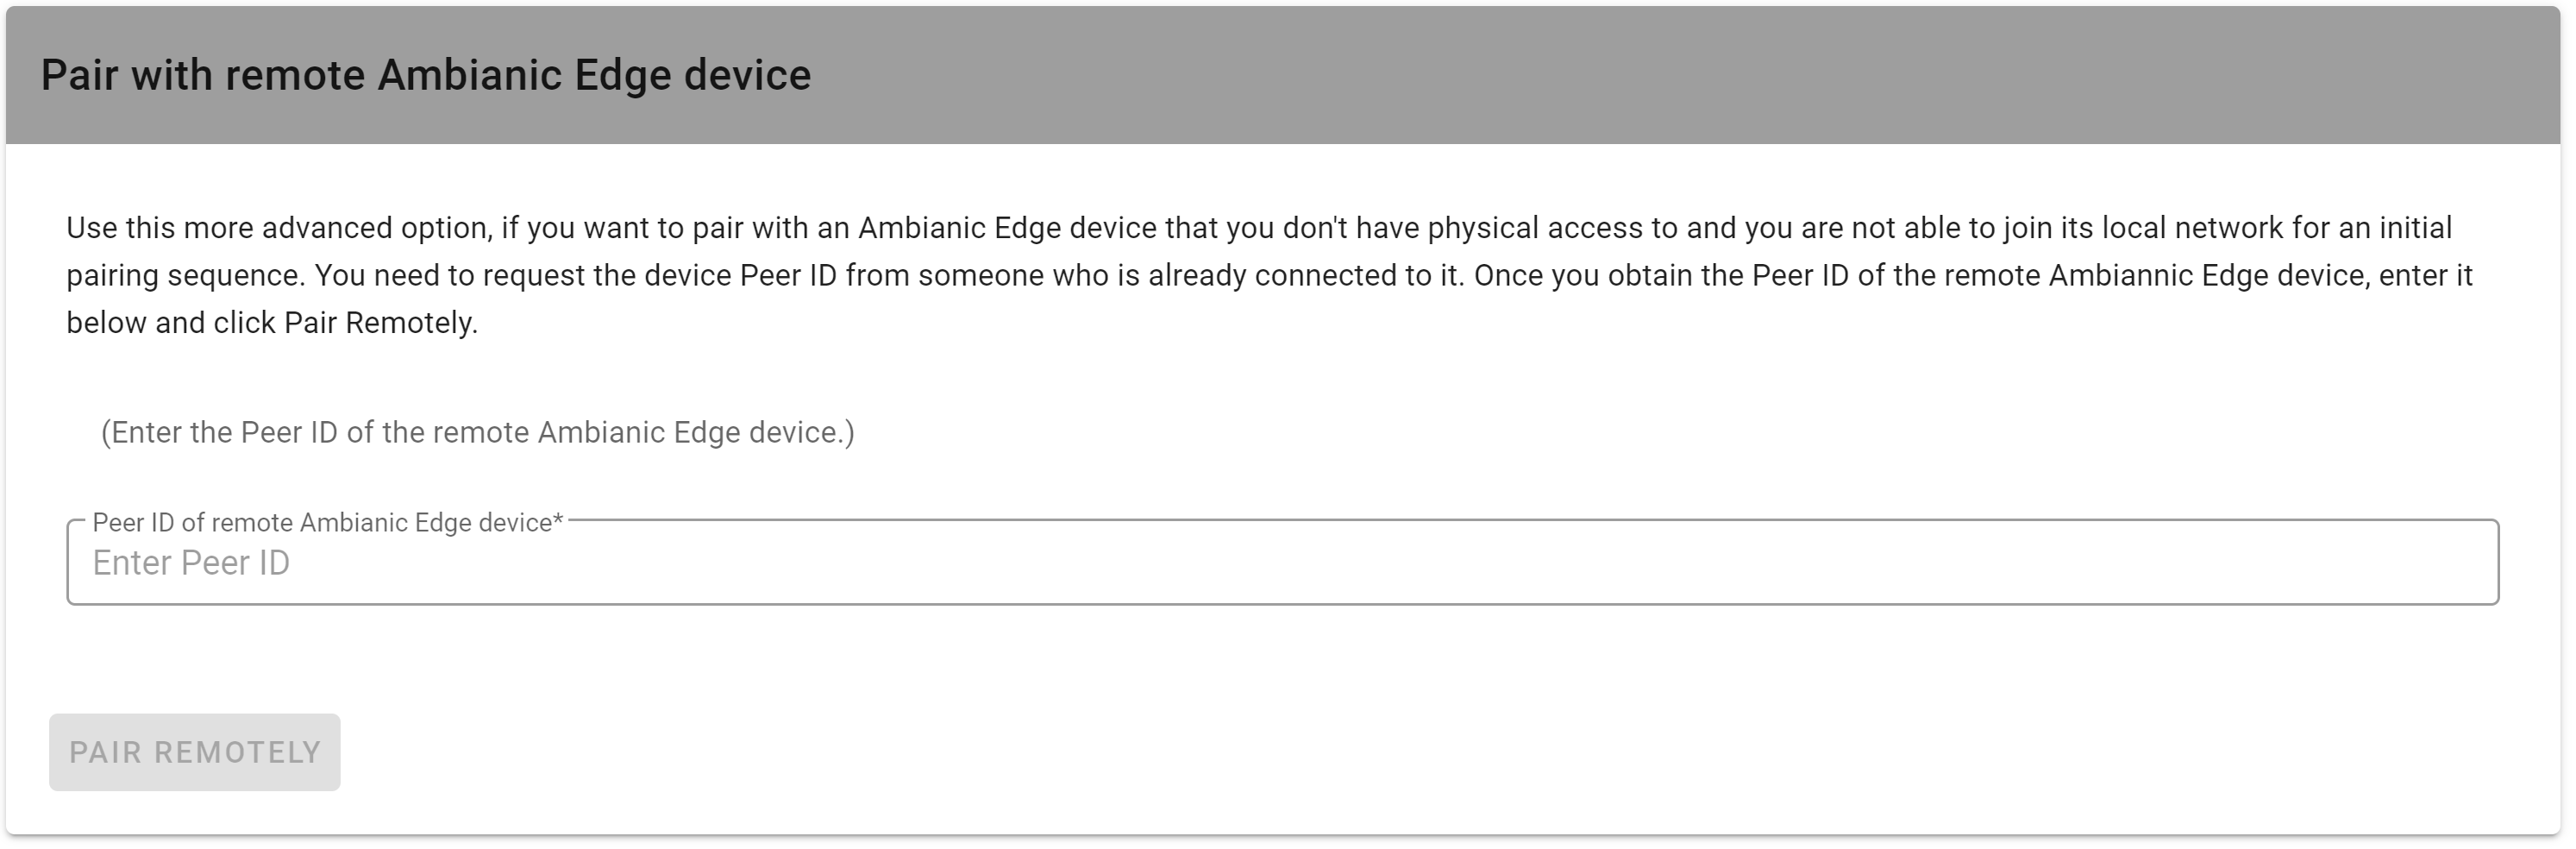 Pair with remote Ambianic Edge device
Use this more advanced option, if you want to pair with an Ambianic Edge device that you don't have physical access to and you are not able to join its local network for an initial
pairing sequence. You need to request the device Peer ID from someone who is already connected to it. Once you obtain the Peer ID of the remote Ambiannic Edge device, enter it
below and click Pair Remotely.
(Enter the Peer ID of the remote Ambianic Edge device.)
Peer ID of remote Ambianic Edge device*
Enter Peer ID
PAIR REMOTELY